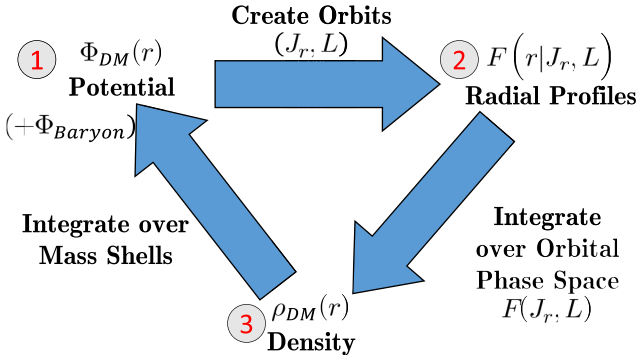 Create Orbits
(J_r, L)
1
Φ_DM(r)
Potential
(+Φ_Baryon)
2
F(r|J_r, L)
Radial Profiles
Integrate over
Mass Shells
Integrate
over Orbital
Phase Space
F(J_r, L)
3
ρ_DM(r)
Density